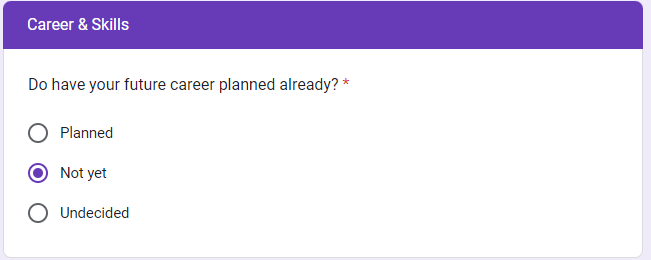 Career & Skills
Do have your future career planned already? *
Planned
Not yet
Undecided